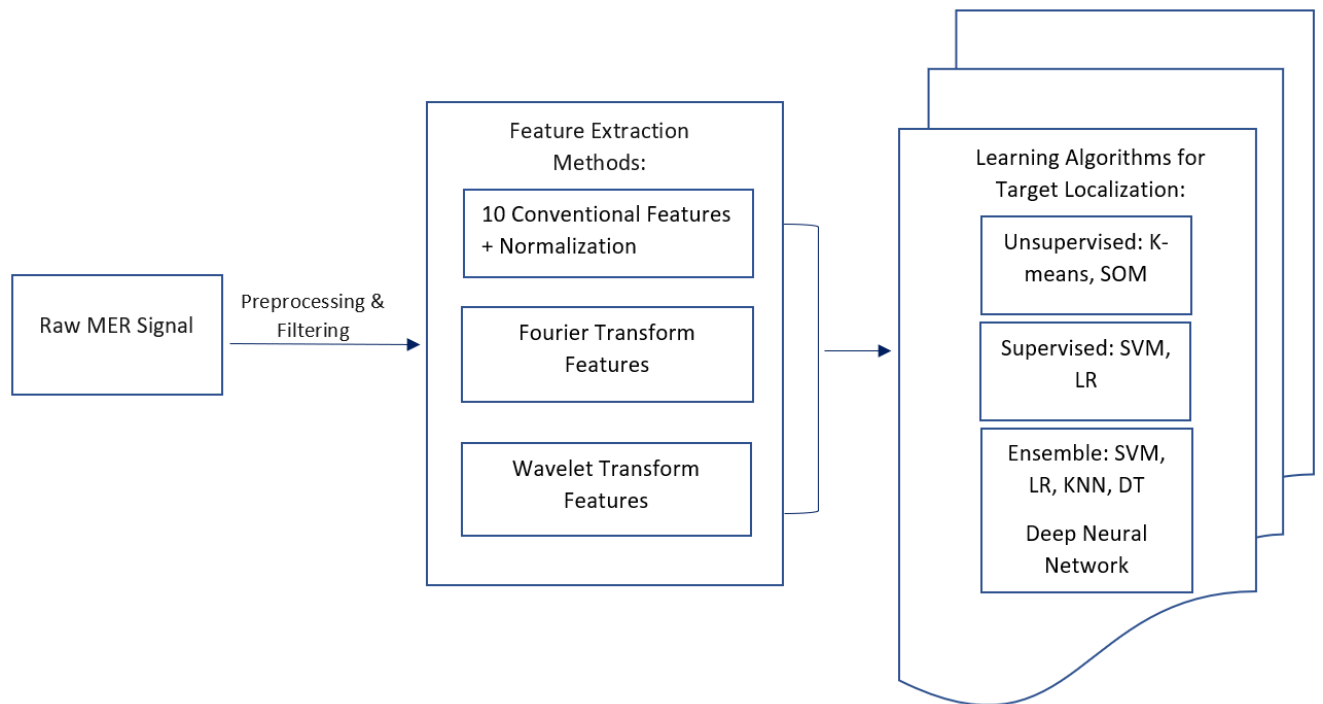 Raw MER Signal
Preprocessing &
Filtering
Feature Extraction
Methods:
10 Conventional Features
+ Normalization
Fourier Transform
Features
Wavelet Transform
Features
Learning Algorithms for
Target Localization:
Unsupervised: K-
means, SOM
Supervised: SVM,
LR
Ensemble: SVM,
LR, KNN, DT
Deep Neural
Network